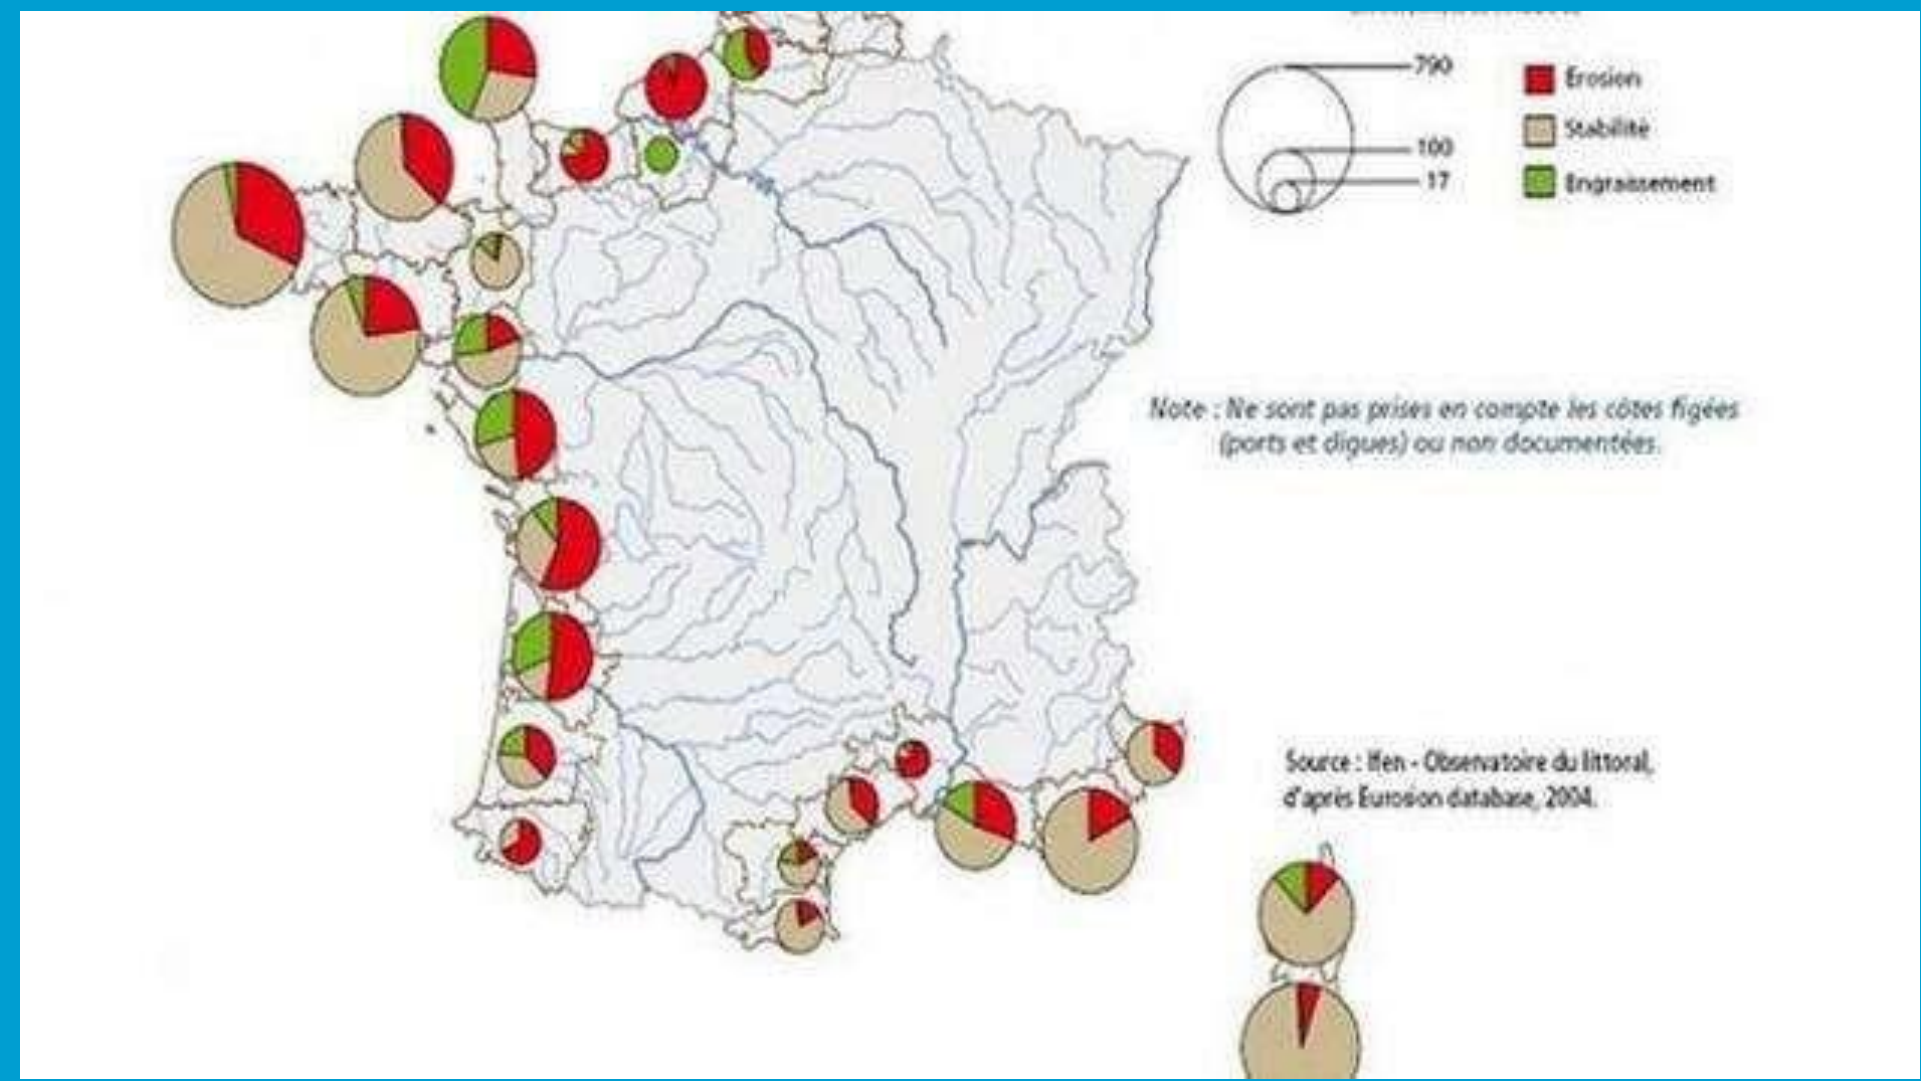 790
100
17
Érosion
Stabilité
Engraissement
Note : Ne sont pas prises en compte les côtes figées
(ports et digues) ou non documentées.
Source : Ifen - Observatoire du littoral,
d'après Eurosion database, 2004.